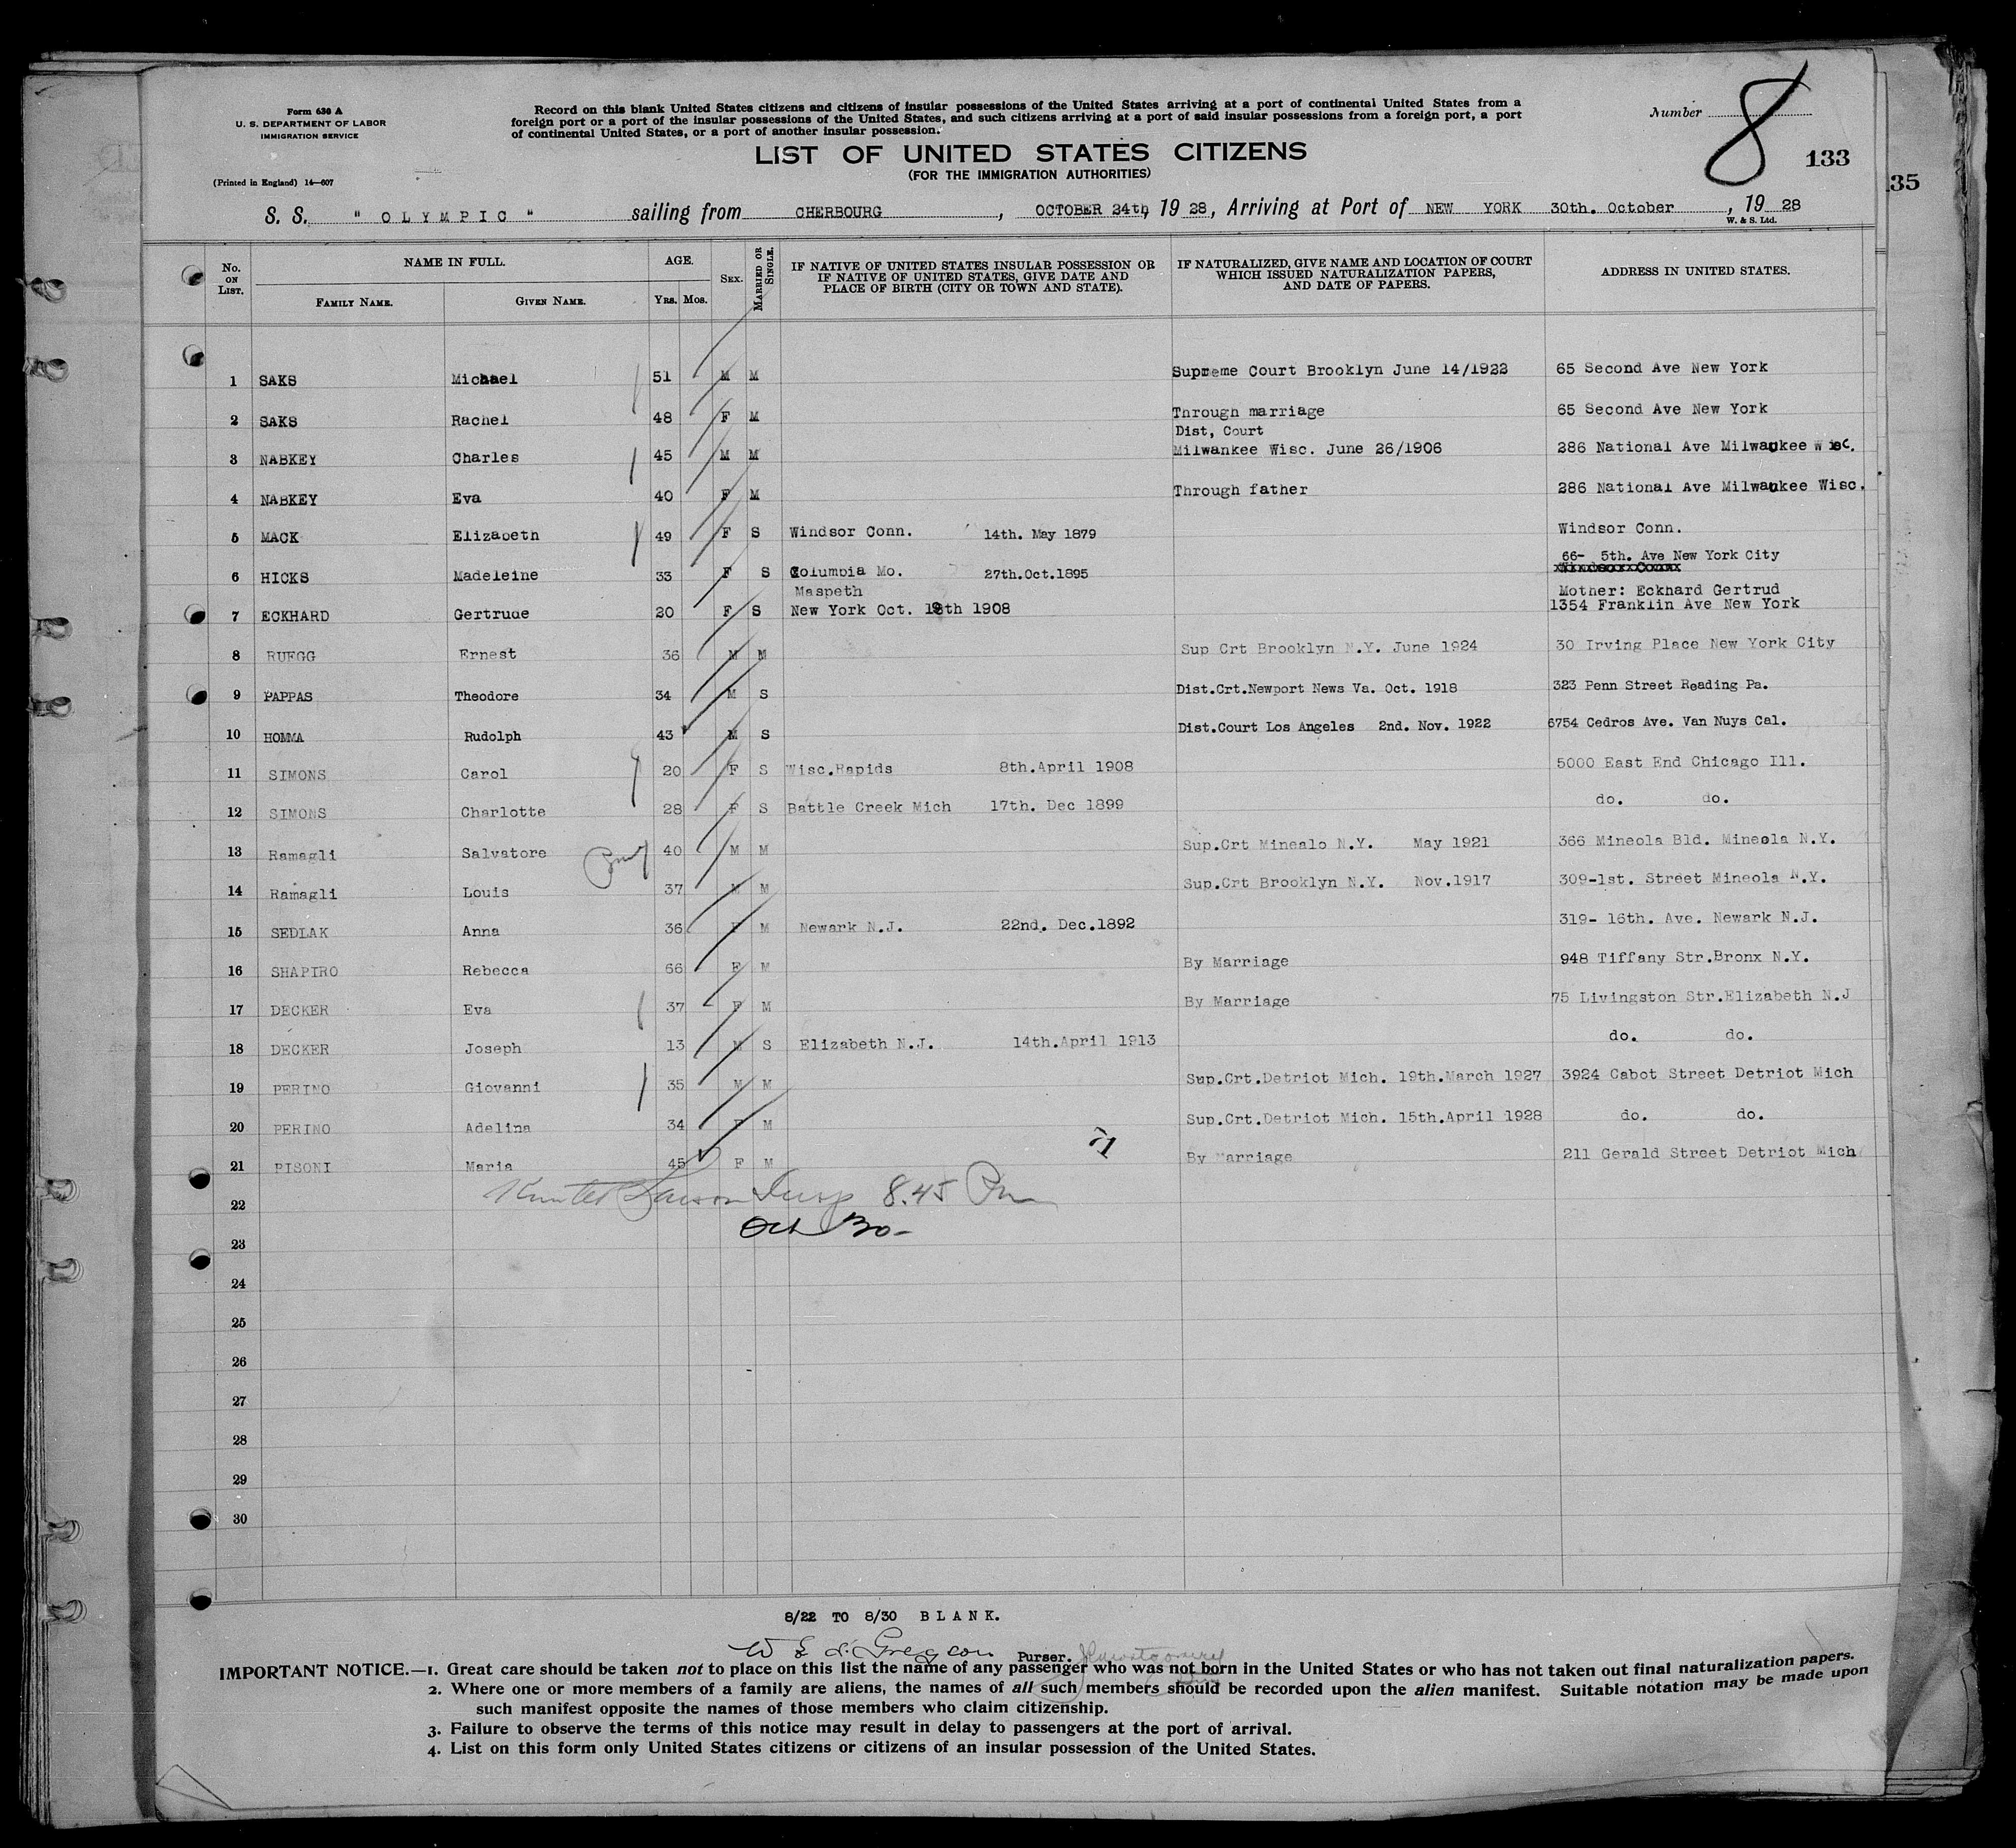 Form 630 A
U. S. DEPARTMENT OF LABOR
IMMIGRATION SERVICE
(Printed in England) 14—607
Record on this blank United States citizens and citizens of insular possessions of the United States arriving at a port of continental United States from a
foreign port or a port of the insular possessions of the United States, and such citizens arriving at a port of said insular possessions from a foreign port, a port
of continental United States, or a port of another insular possession.
LIST OF UNITED STATES CITIZENS
(FOR THE IMMIGRATION AUTHORITIES)
Number 8
133
35
S. S. " OLYMPIC " sailing from CHERBOURG , OCTOBER 24th, 19 28, Arriving at Port of NEW YORK 30th. October , 19 28
W. & S. Ltd.
No. ON LIST. NAME IN FULL. AGE. SEX. MARRIED OR SINGLE. IF NATIVE OF UNITED STATES INSULAR POSSESSION OR IF NATIVE OF UNITED STATES, GIVE DATE AND PLACE OF BIRTH (CITY OR TOWN AND STATE). IF NATURALIZED, GIVE NAME AND LOCATION OF COURT WHICH ISSUED NATURALIZATION PAPERS, AND DATE OF PAPERS. ADDRESS IN UNITED STATES.
FAMILY NAME. GIVEN NAME. YRS. MOS.
1 SAKS Michael 51 M M Supreme Court Brooklyn June 14/1922 65 Second Ave New York
2 SAKS Rachel 48 F M Through marriage 65 Second Ave New York
Dist, Court
3 NABKEY Charles 45 M M Milwankee Wisc. June 26/1906 286 National Ave Milwaukee Wisc.
4 NABKEY Eva 40 F M Through father 286 National Ave Milwaukee Wisc.
5 MACK Elizabeth 49 F S Windsor Conn. 14th. May 1879 Windsor Conn.
66- 5th. Ave New York City
6 HICKS Madeleine 33 F S Columbia Mo. 27th.Oct.1895
Maspeth Mother: Eckhard Gertrud
7 ECKHARD Gertrude 20 F S New York Oct. 18th 1908 1354 Franklin Ave New York
8 RUEGG Ernest 36 M M Sup Crt Brooklyn N.Y. June 1924 30 Irving Place New York City
9 PAPPAS Theodore 34 M S Dist.Crt.Newport News Va. Oct. 1918 323 Penn Street Reading Pa.
10 HOMMA Rudolph 43 M S Dist.Court Los Angeles 2nd. Nov. 1922 6754 Cedros Ave. Van Nuys Cal.
11 SIMONS Carol 20 F S Wisc.Rapids 8th.April 1908 5000 East End Chicago Ill.
12 SIMONS Charlotte 28 F S Battle Creek Mich 17th. Dec 1899 do. do.
13 Ramagli Salvatore 40 M M Sup.Crt Minealo N.Y. May 1921 366 Mineola Bld. Mineola N.Y.
14 Ramagli Louis 37 M M Sup.Crt Brooklyn N.Y. Nov.1917 309-1st. Street Mineola N.Y.
15 SEDLAK Anna 36 F M Newark N.J. 22nd. Dec.1892 319- 16th. Ave. Newark N.J.
16 SHAPIRO Rebecca 66 F M By Marriage 948 Tiffany Str.Bronx N.Y.
17 DECKER Eva 37 F M By Marriage 75 Livingston Str.Elizabeth N.J
18 DECKER Joseph 13 M S Elizabeth N.J. 14th.April 1913 do. do.
19 PERINO Giovanni 35 M M Sup.Crt.Detriot Mich. 19th.March 1927 3924 Cabot Street Detriot Mich
20 PERINO Adelina 34 F M Sup.Crt.Detriot Mich. 15th.April 1928 do. do.
21 PISONI Maria 45 F M By Marriage 211 Gerald Street Detriot Mich
22 Insp 8.45 Pm
Oct 30-
23
24
25
26
27
28
29
30
8/22 TO 8/30 BLANK.
Purser.
IMPORTANT NOTICE.—1. Great care should be taken not to place on this list the name of any passenger who was not born in the United States or who has not taken out final naturalization papers.
2. Where one or more members of a family are aliens, the names of all such members should be recorded upon the alien manifest. Suitable notation may be made upon
such manifest opposite the names of those members who claim citizenship.
3. Failure to observe the terms of this notice may result in delay to passengers at the port of arrival.
4. List on this form only United States citizens or citizens of an insular possession of the United States.